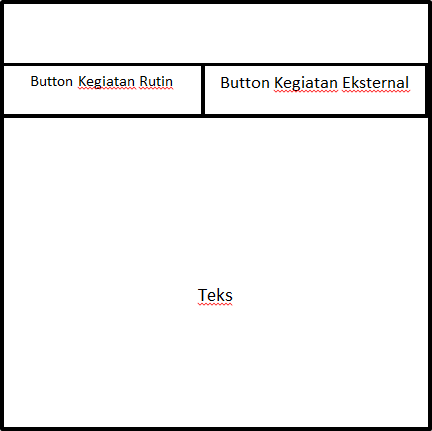 Button Kegiatan Rutin
Button Kegiatan Eksternal
Teks